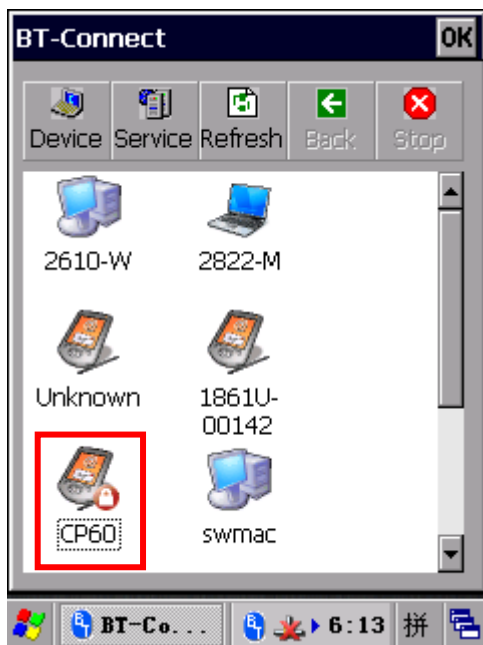 BT-Connect OK
Device Service Refresh Back Stop
2610-W 2822-M
Unknown 1861U-
00142
CP60 swmac
BT-Co... 6:13 拼